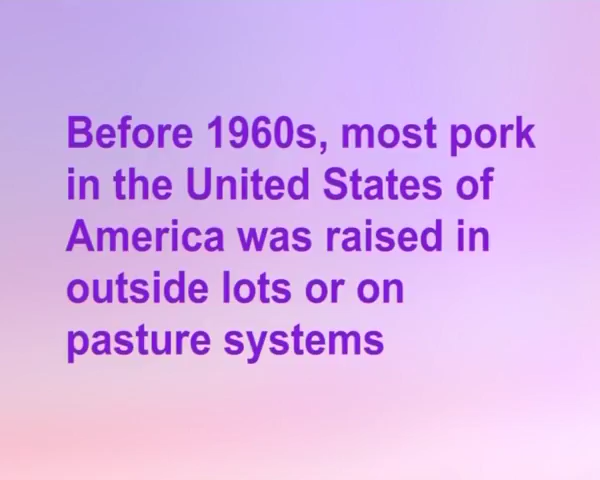 Before 1960s, most pork
in the United States of
America was raised in
outside lots or on
pasture systems